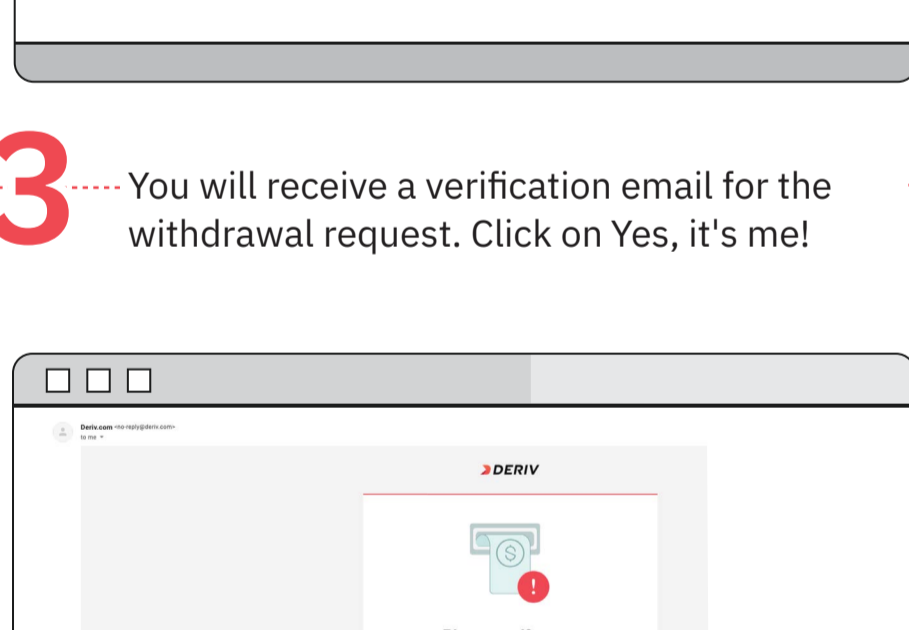 3
You will receive a verification email for the
withdrawal request. Click on Yes, it's me!
Deriv.com <no-reply@deriv.com>
to me
DERIV
$
!